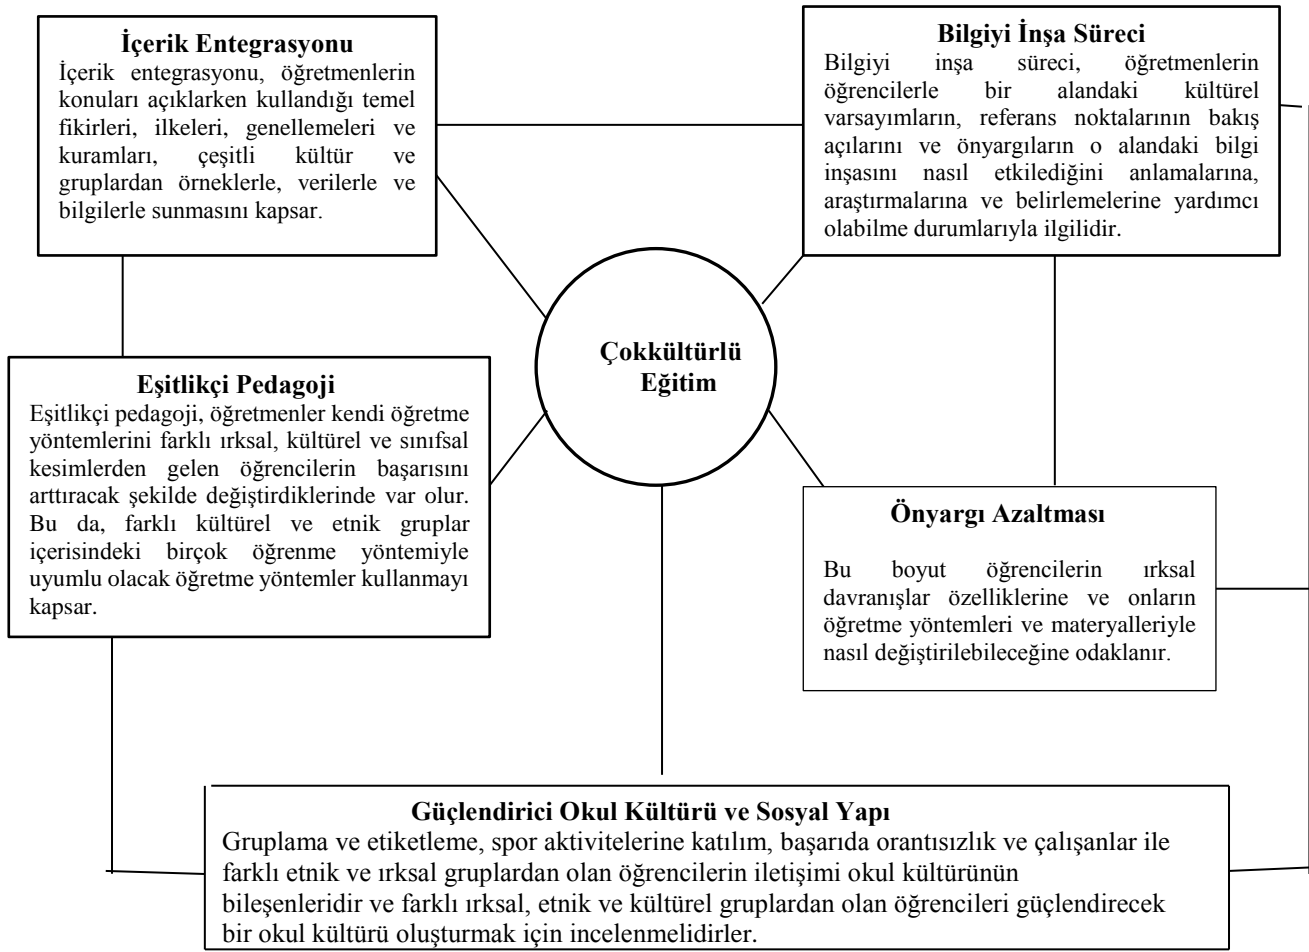 İçerik Entegrasyonu
İçerik entegrasyonu, öğretmenlerin
konuları açıklarken kullandığı temel
fikirleri, ilkeleri, genellemeleri ve
kuramları, çeşitli kültür ve
gruplardan örneklerle, verilerle ve
bilgilerle sunmasını kapsar.
Bilgiyi İnşa Süreci
Bilgiyi inşa süreci, öğretmenlerin
öğrencilerle bir alandaki kültürel
varsayımların, referans noktalarının bakış
açılarını ve önyargıların o alandaki bilgi
inşasını nasıl etkilediğini anlamalarına,
araştırmalarına ve belirlemelerine yardımcı
olabilme durumlarıyla ilgilidir.
Çokkültürlü
Eğitim
Eşitlikçi Pedagoji
Eşitlikçi pedagoji, öğretmenler kendi öğretme
yöntemlerini farklı ırksal, kültürel ve sınıfsal
kesimlerden gelen öğrencilerin başarısını
arttıracak şekilde değiştirdiklerinde var olur.
Bu da, farklı kültürel ve etnik gruplar
içerisindeki birçok öğrenme yöntemiyle
uyumlu olacak öğretme yöntemler kullanmayı
kapsar.
Önyargı Azaltması
Bu boyut öğrencilerin ırksal
davranışlar özelliklerine ve onların
öğretme yöntemleri ve materyalleriyle
nasıl değiştirilebileceğine odaklanır.
Güçlendirici Okul Kültürü ve Sosyal Yapı
Gruplama ve etiketleme, spor aktivitelerine katılım, başarıda orantısızlık ve çalışanlar ile
farklı etnik ve ırksal gruplardan olan öğrencilerin iletişimi okul kültürünün
bileşenleridir ve farklı ırksal, etnik ve kültürel gruplardan olan öğrencileri güçlendirecek
bir okul kültürü oluşturmak için incelenmelidirler.